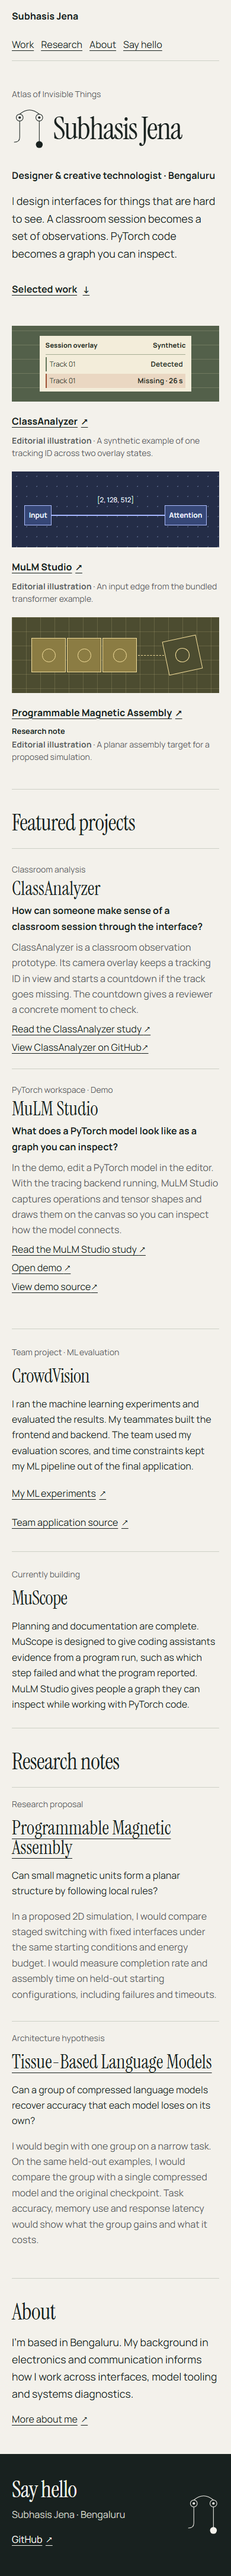 Subhasis Jena
Work Research About Say hello
Atlas of Invisible Things
Subhasis Jena
Designer & creative technologist · Bengaluru
I design interfaces for things that are hard
to see. A classroom session becomes a
set of observations. PyTorch code
becomes a graph you can inspect.
Selected work ↓
Session overlay Synthetic
Track 01 Detected
Track 01 Missing · 26 s
ClassAnalyzer ↗
Editorial illustration · A synthetic example of one
tracking ID across two overlay states.
[2, 128, 512]
Input Attention
MuLM Studio ↗
Editorial illustration · An input edge from the bundled
transformer example.
Programmable Magnetic Assembly ↗
Research note
Editorial illustration · A planar assembly target for a
proposed simulation.
Featured projects
Classroom analysis
ClassAnalyzer
How can someone make sense of a
classroom session through the interface?
ClassAnalyzer is a classroom observation
prototype. Its camera overlay keeps a tracking
ID in view and starts a countdown if the track
goes missing. The countdown gives a reviewer
a concrete moment to check.
Read the ClassAnalyzer study ↗
View ClassAnalyzer on GitHub↗
PyTorch workspace · Demo
MuLM Studio
What does a PyTorch model look like as a
graph you can inspect?
In the demo, edit a PyTorch model in the editor.
With the tracing backend running, MuLM Studio
captures operations and tensor shapes and
draws them on the canvas so you can inspect
how the model connects.
Read the MuLM Studio study ↗
Open demo ↗
View demo source↗
Team project · ML evaluation
CrowdVision
I ran the machine learning experiments and
evaluated the results. My teammates built the
frontend and backend. The team used my
evaluation scores, and time constraints kept
my ML pipeline out of the final application.
My ML experiments ↗
Team application source ↗
Currently building
MuScope
Planning and documentation are complete.
MuScope is designed to give coding assistants
evidence from a program run, such as which
step failed and what the program reported.
MuLM Studio gives people a graph they can
inspect while working with PyTorch code.
Research notes
Research proposal
Programmable Magnetic
Assembly
Can small magnetic units form a planar
structure by following local rules?
In a proposed 2D simulation, I would compare
staged switching with fixed interfaces under
the same starting conditions and energy
budget. I would measure completion rate and
assembly time on held-out starting
configurations, including failures and timeouts.
Architecture hypothesis
Tissue-Based Language Models
Can a group of compressed language models
recover accuracy that each model loses on its
own?
I would begin with one group on a narrow task.
On the same held-out examples, I would
compare the group with a single compressed
model and the original checkpoint. Task
accuracy, memory use and response latency
would show what the group gains and what it
costs.
About
I'm based in Bengaluru. My background in
electronics and communication informs
how I work across interfaces, model tooling
and systems diagnostics.
More about me ↗
Say hello
Subhasis Jena · Bengaluru
GitHub ↗